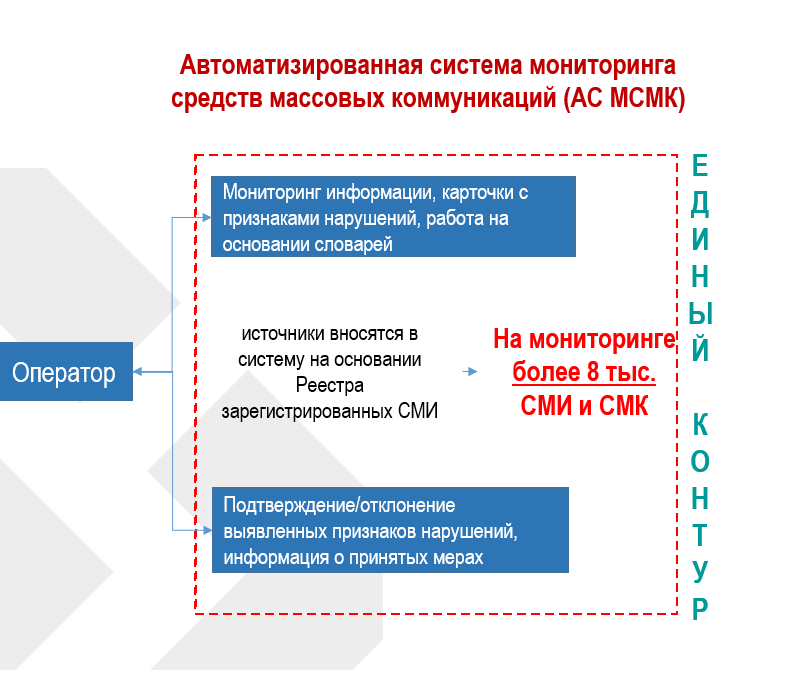 Автоматизированная система мониторинга
средств массовых коммуникаций (АС МСМК)
Мониторинг информации, карточки с
признаками нарушений, работа на
основании словарей
Оператор
источники вносятся в
систему на основании
Реестра
зарегистрированных СМИ
На мониторинге
более 8 тыс.
СМИ и СМК
Подтверждение/отклонение
выявленных признаков нарушений,
информация о принятых мерах
ЕДИНЫЙ КОНТУР